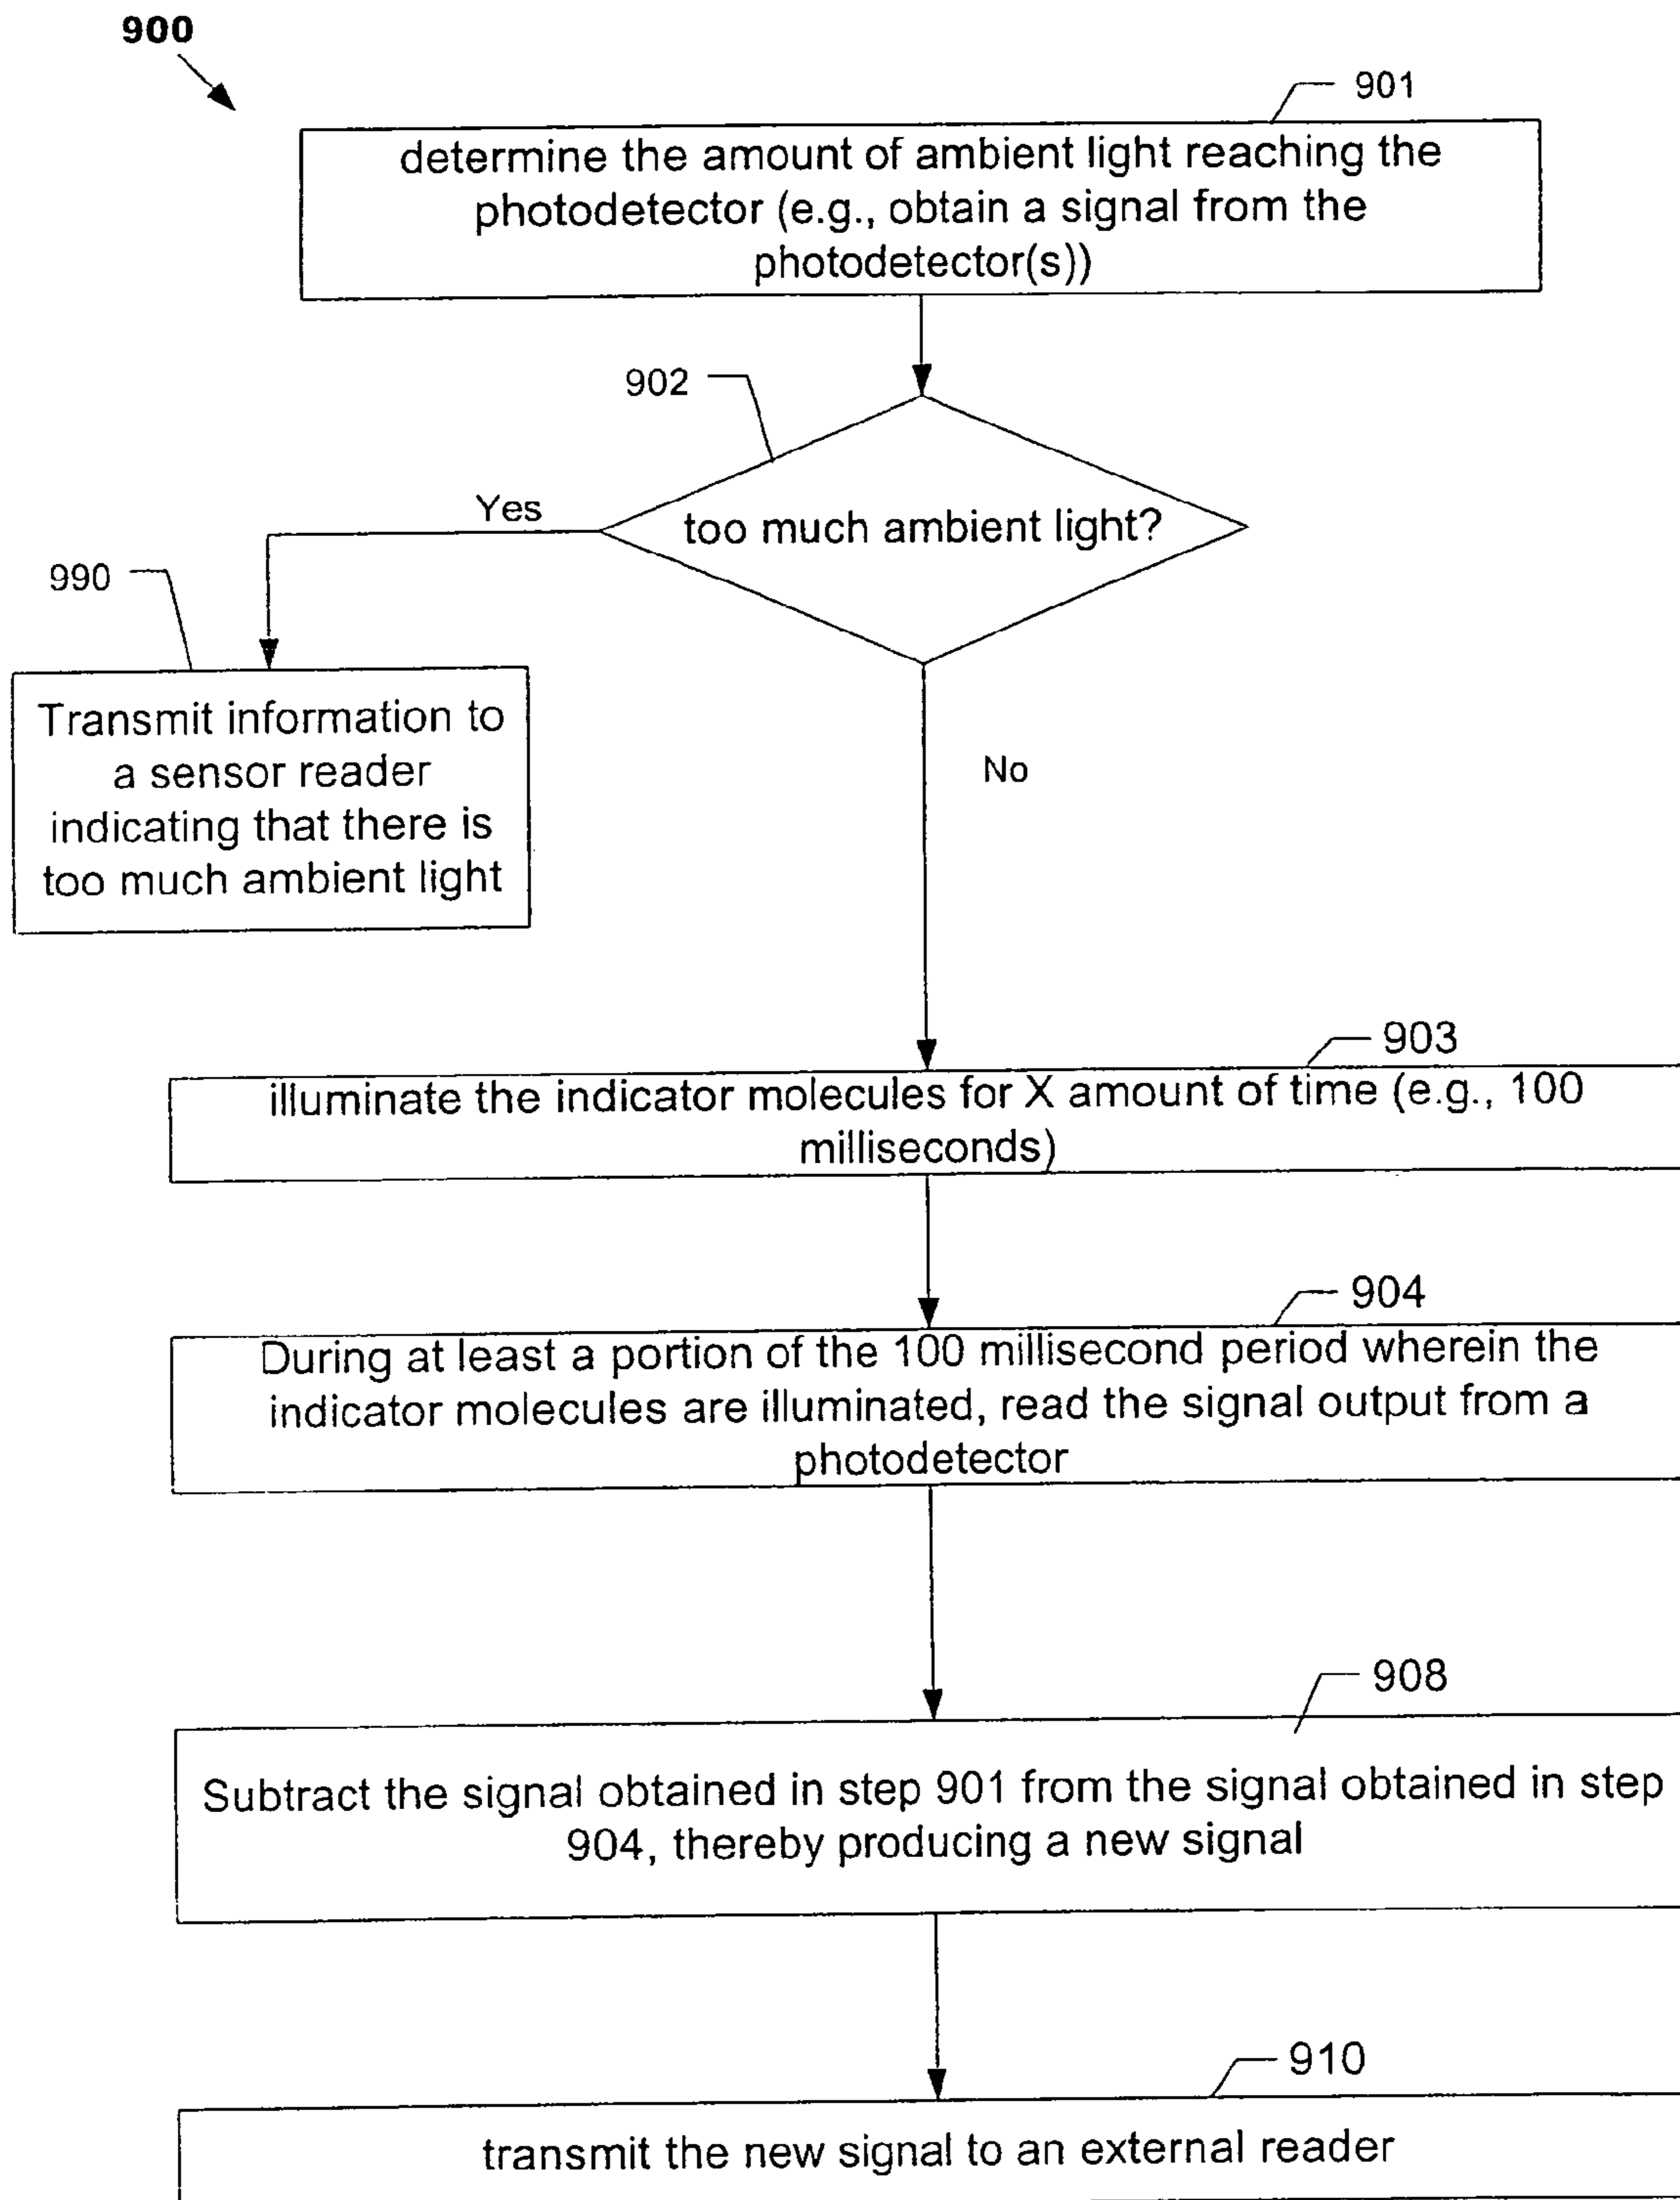 900
901
determine the amount of ambient light reaching the
photodetector (e.g., obtain a signal from the
photodetector(s))
902
too much ambient light?
Yes
No
990
Transmit information to
a sensor reader
indicating that there is
too much ambient light
903
illuminate the indicator molecules for X amount of time (e.g., 100
milliseconds)
904
During at least a portion of the 100 millisecond period wherein the
indicator molecules are illuminated, read the signal output from a
photodetector
908
Subtract the signal obtained in step 901 from the signal obtained in step
904, thereby producing a new signal
910
transmit the new signal to an external reader